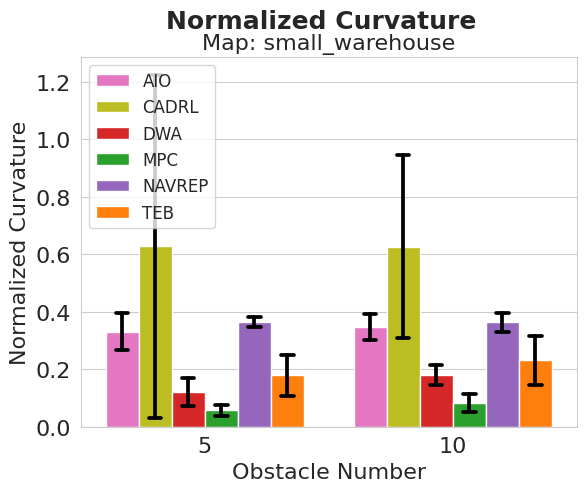 Normalized Curvature
Map: small_warehouse
Normalized Curvature
1.2
1.0
0.8
0.6
0.4
0.2
0.0
AIO
CADRL
DWA
MPC
NAVREP
TEB
5
10
Obstacle Number